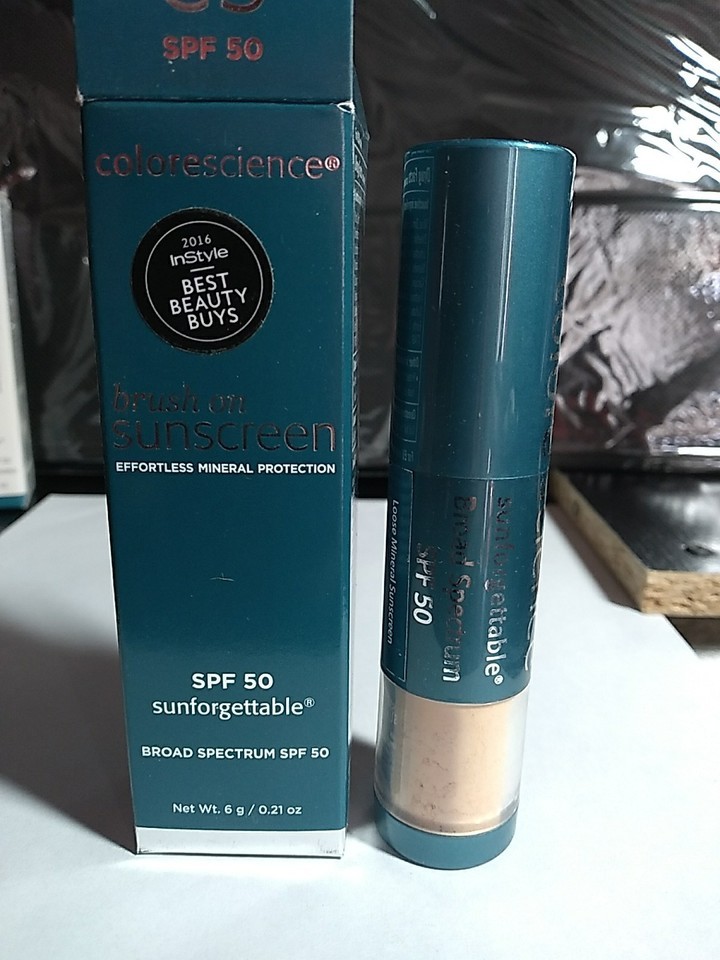 SPF 50
colorescience®
2016
InStyle
BEST
BEAUTY
BUYS
brush on
sunscreen
EFFORTLESS MINERAL PROTECTION
SPF 50
sunforgettable®
BROAD SPECTRUM SPF 50
Net Wt. 6 g / 0.21 oz
sunforgettable®
Broad Spectrum
SPF 50
Loose Mineral Sunscreen